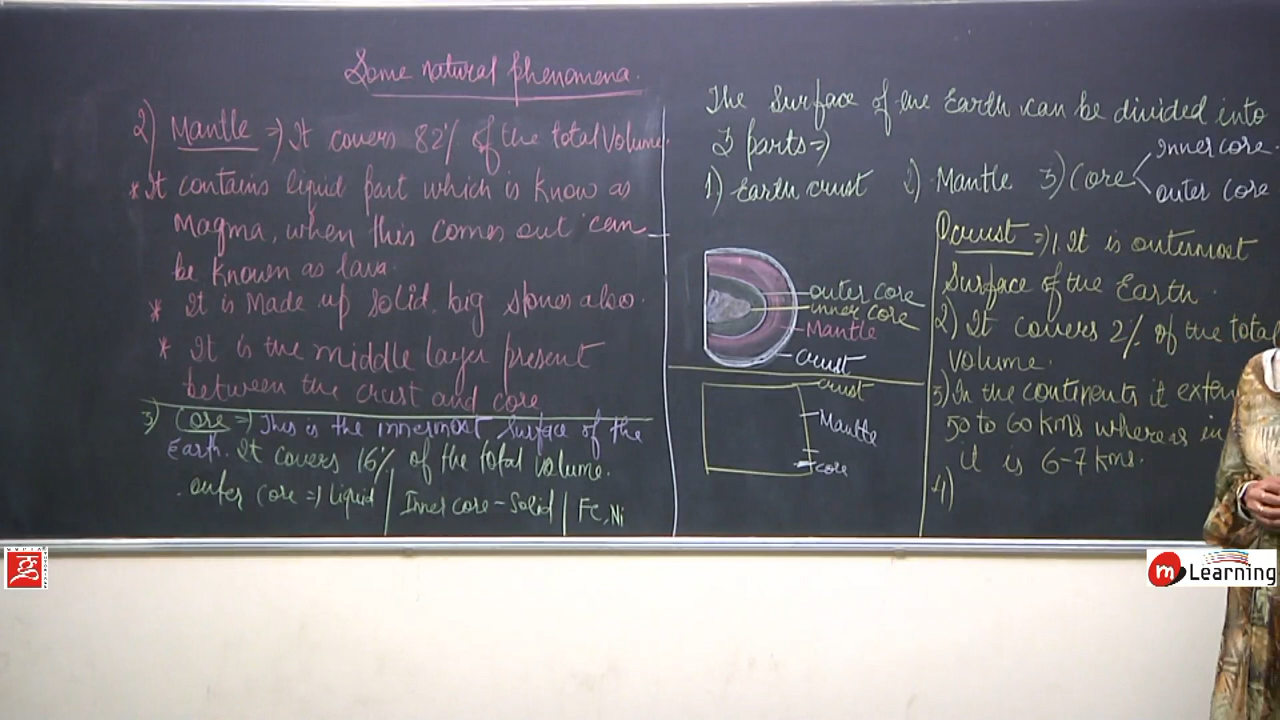 Some natural phenomena.
2) Mantle => It covers 82% of the total Volume.
* It contains liquid part which is know as
Magma, when this comes out can
be known as lava.
* It is Made up solid, big stones also.
* It is the middle layer present
between the crust and core
3) Core => This is the innermost Surface of the
Earth. It covers 16% of the total volume.
. outer Core => liquid | Inner core - Solid | Fe, Ni
The Surface of the Earth can be divided into
3 parts =>
1) Earth crust 2) Mantle 3) Core
inner core.
outer core
outer core
inner core
Mantle
Crust
crust
Mantle
core
1) crust => 1. It is outermost
Surface of the Earth.
2) It covers 2% of the total
volume.
3) In the continents it exten
50 to 60 kms whereas in
it is 6-7 kms.
4)
m Learning